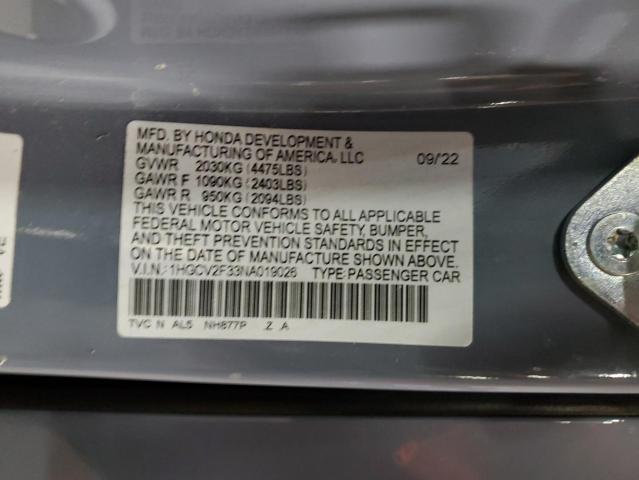 MFD. BY HONDA DEVELOPMENT &
MANUFACTURING OF AMERICA, LLC 09/22
GVWR 2030KG (4475LBS)
GAWR F 1090KG (2403LBS)
GAWR R 950KG (2094LBS)
THIS VEHICLE CONFORMS TO ALL APPLICABLE
FEDERAL MOTOR VEHICLE SAFETY, BUMPER,
AND THEFT PREVENTION STANDARDS IN EFFECT
ON THE DATE OF MANUFACTURE SHOWN ABOVE.
V.I.N.: 1HGCV2F33NA019026 TYPE: PASSENGER CAR
TVC N AL5 NH877P Z A